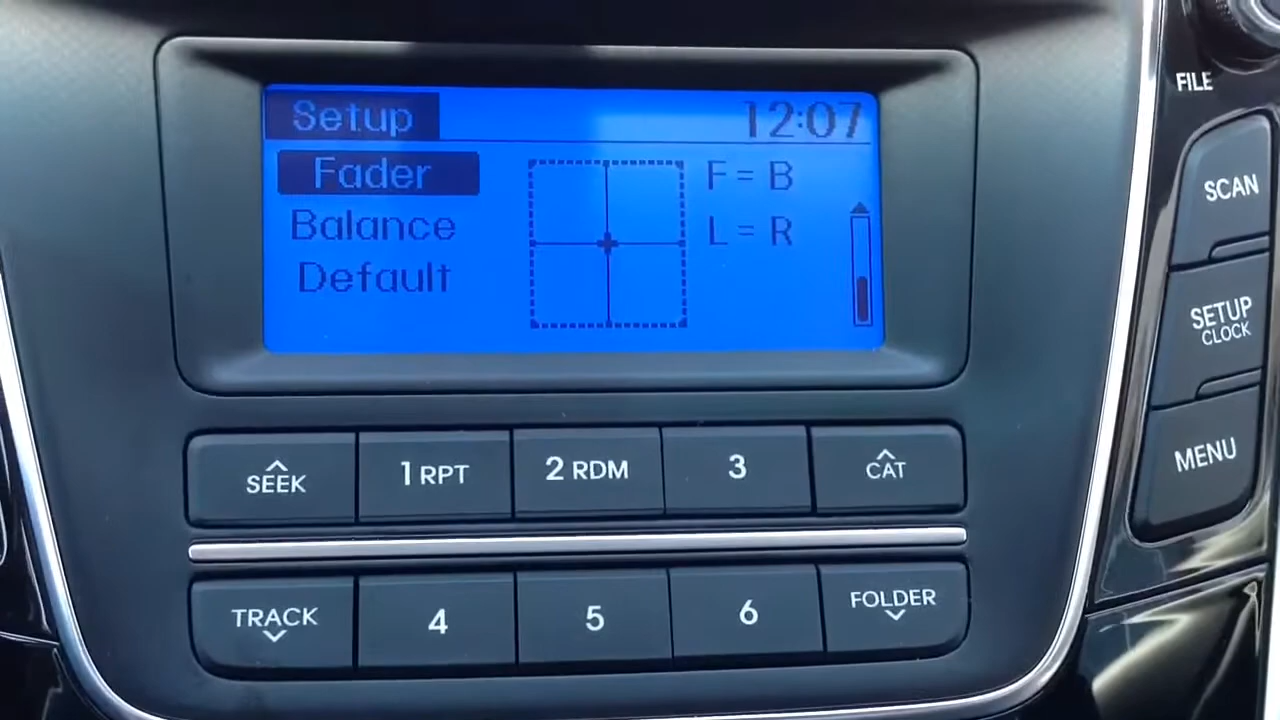 Setup 12:07
Fader F = B
Balance L = R
Default
SEEK 1 RPT 2 RDM 3 CAT
TRACK 4 5 6 FOLDER
FILE
SCAN
SETUP
CLOCK
MENU